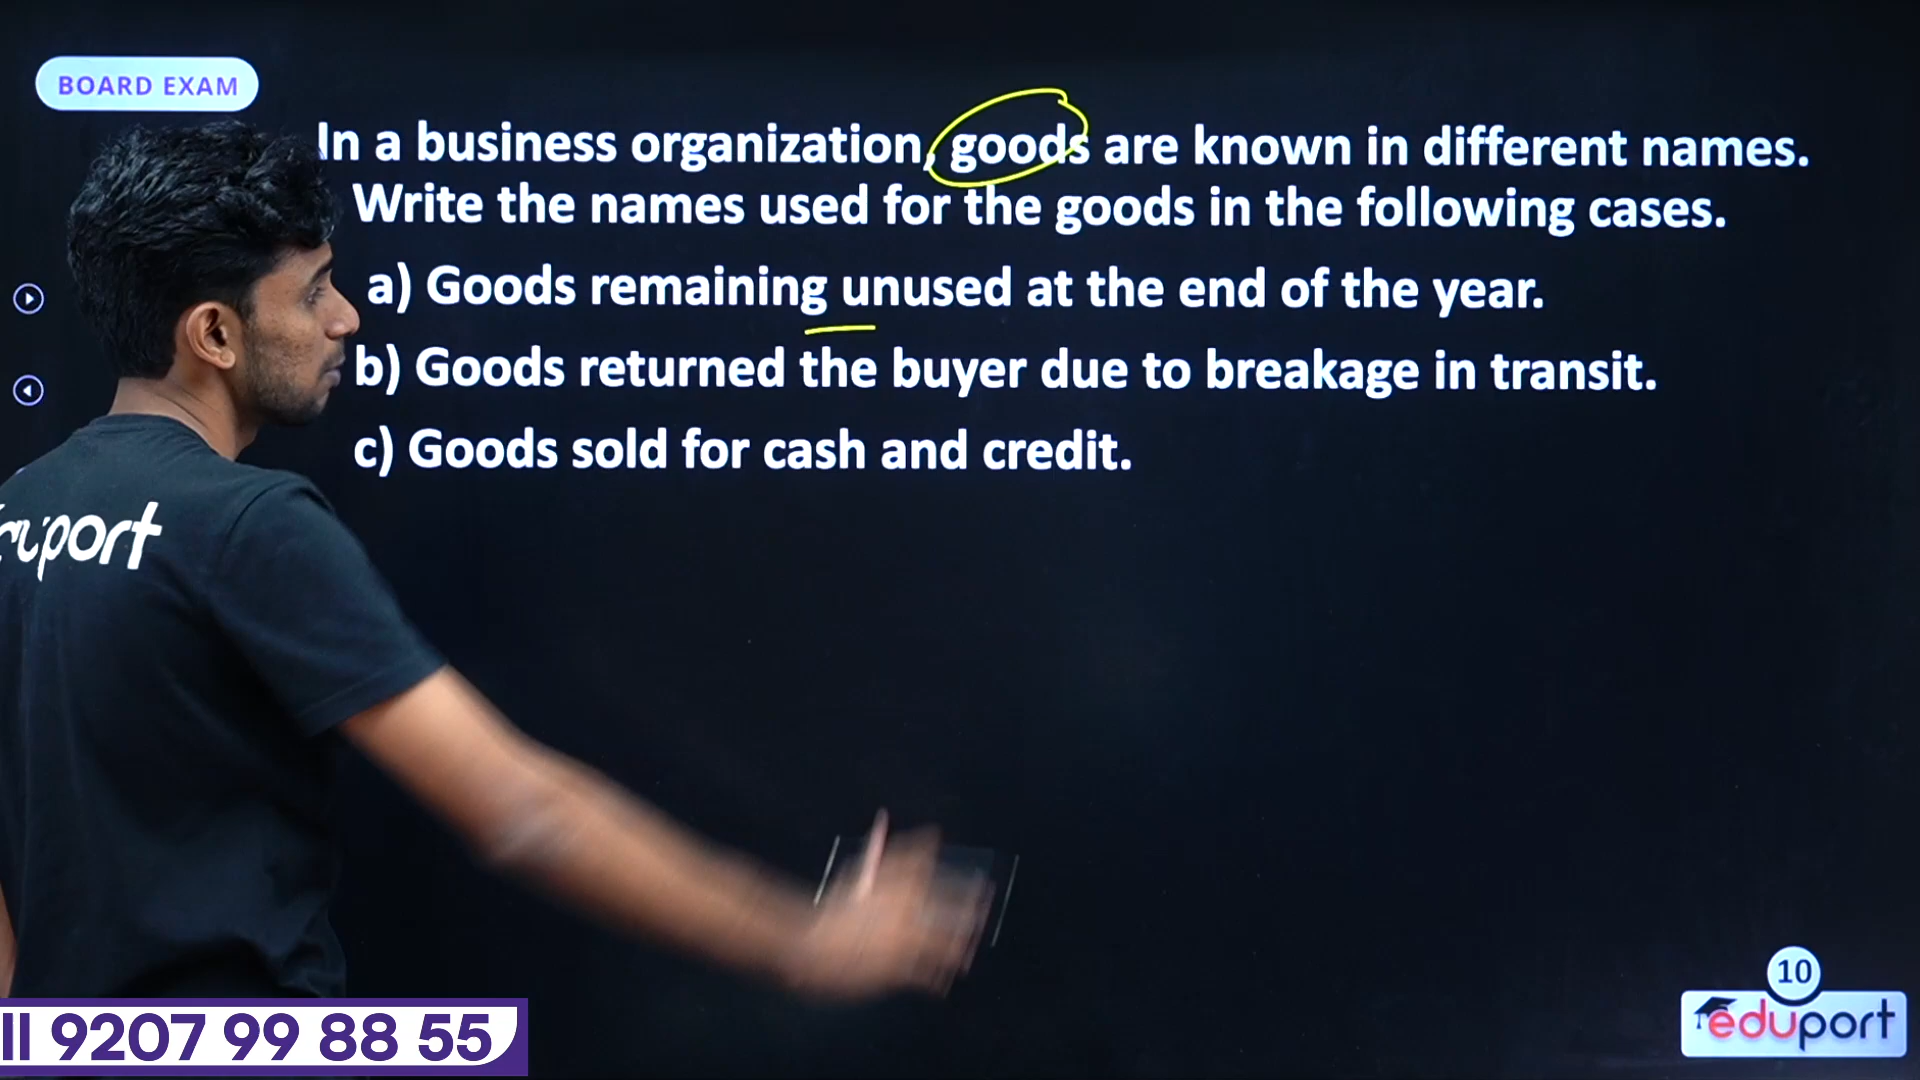 BOARD EXAM
In a business organization, goods are known in different names.
Write the names used for the goods in the following cases.
a) Goods remaining unused at the end of the year.
b) Goods returned the buyer due to breakage in transit.
c) Goods sold for cash and credit.
port
10
eduport
ll 9207 99 88 55